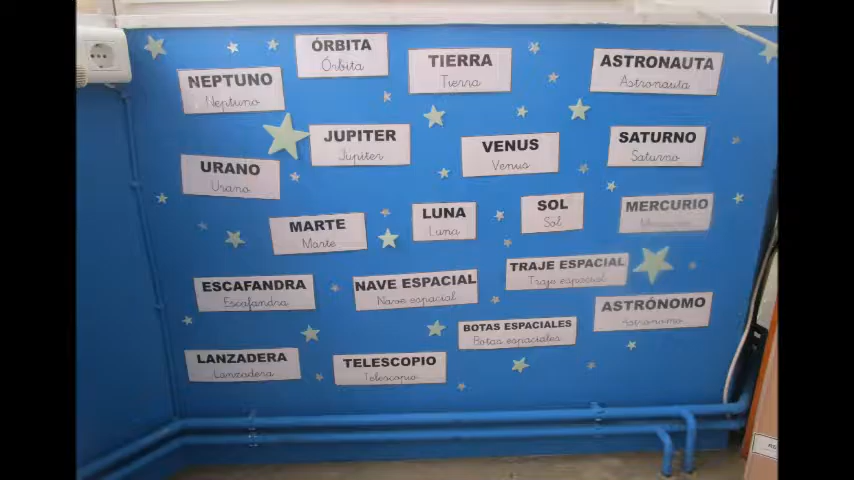 ÓRBITA
Órbita
TIERRA
Tierra
ASTRONAUTA
Astronauta
NEPTUNO
Neptuno
JUPITER
Jupiter
VENUS
Venus
SATURNO
Saturno
URANO
Urano
MARTE
Marte
LUNA
Luna
SOL
Sol
MERCURIO
Mercurio
ESCAFANDRA
Escafandra
NAVE ESPACIAL
Nave espacial
TRAJE ESPACIAL
Traje espacial
ASTRÓNOMO
Astrónomo
BOTAS ESPACIALES
Botas espaciales
LANZADERA
Lanzadera
TELESCOPIO
Telescopio